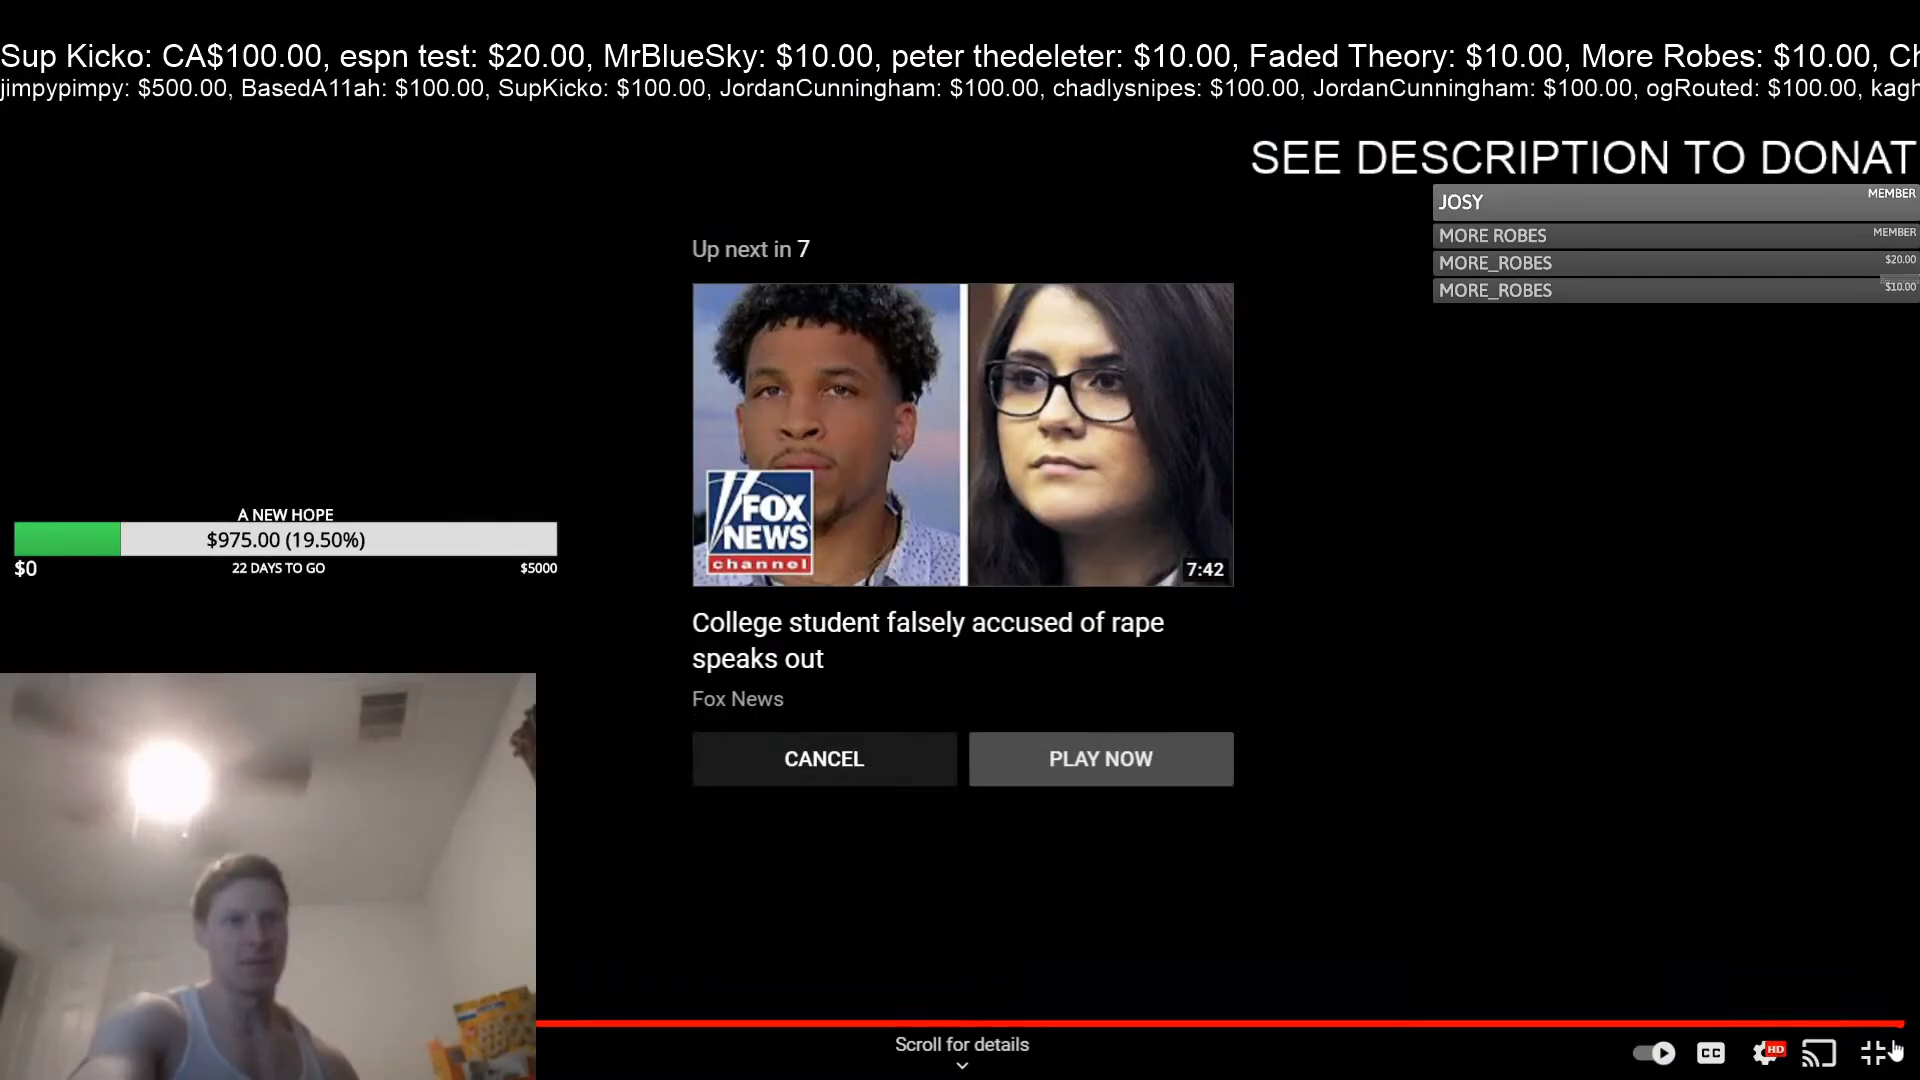 Sup Kicko: CA$100.00, espn test: $20.00, MrBlueSky: $10.00, peter thedeleter: $10.00, Faded Theory: $10.00, More Robes: $10.00, Ch
jimpypimpy: $500.00, BasedA11ah: $100.00, SupKicko: $100.00, JordanCunningham: $100.00, chadlysnipes: $100.00, JordanCunningham: $100.00, ogRouted: $100.00, kagh
SEE DESCRIPTION TO DONAT
JOSY MEMBER
MORE ROBES MEMBER
MORE_ROBES $20.00
MORE_ROBES $10.00
Up next in 7
FOX
NEWS
channel
7:42
College student falsely accused of rape
speaks out
Fox News
CANCEL PLAY NOW
A NEW HOPE
$975.00 (19.50%)
$0 22 DAYS TO GO $5000
Scroll for details
CC HD